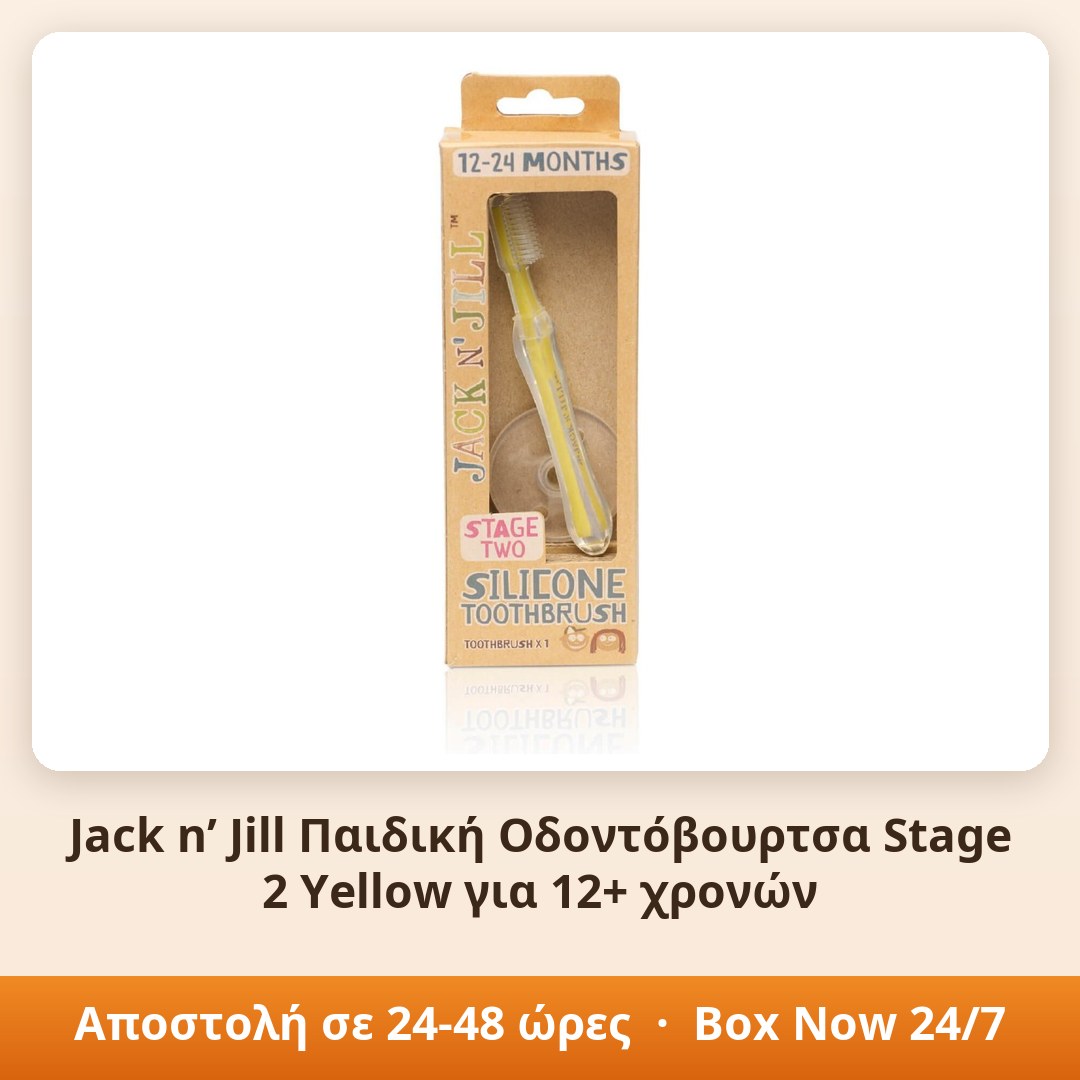 12-24 MONTHS
JACK N' JILL™
STAGE
TWO
SILICONE
TOOTHBRUSH
TOOTHBRUSH X 1
Jack n’ Jill Παιδική Οδοντόβουρτσα Stage
2 Yellow για 12+ χρονών
Αποστολή σε 24-48 ώρες · Box Now 24/7